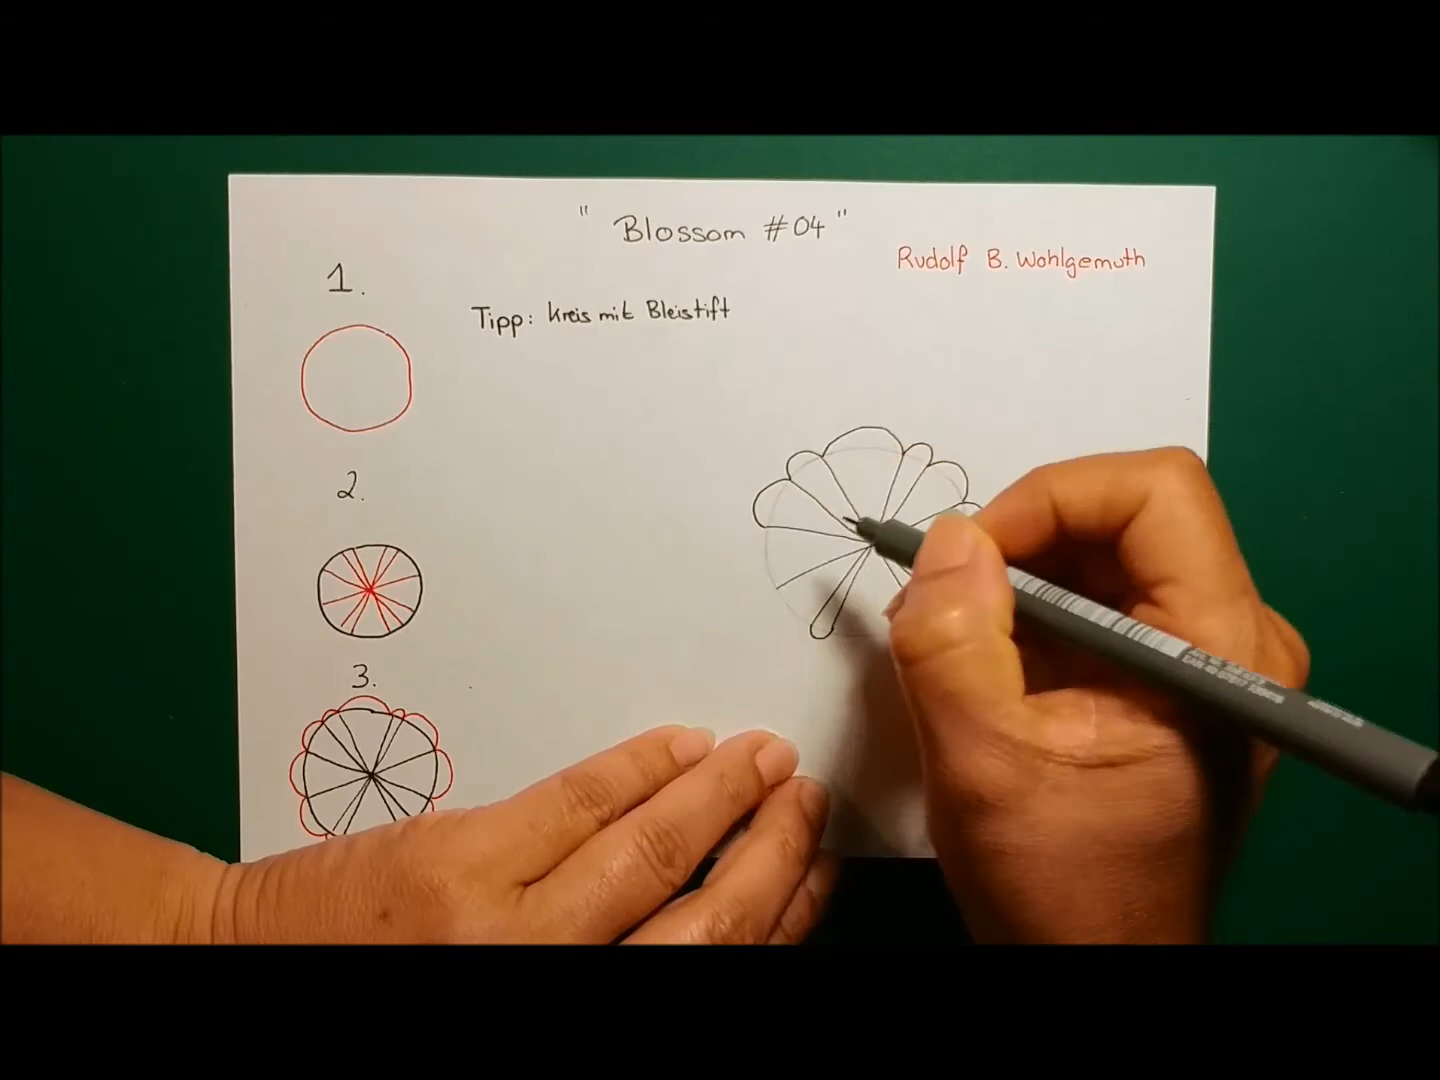 " Blossom #04 "
Rudolf B. Wohlgemuth
1.
Tipp: Kreis mit Bleistift
2.
3.